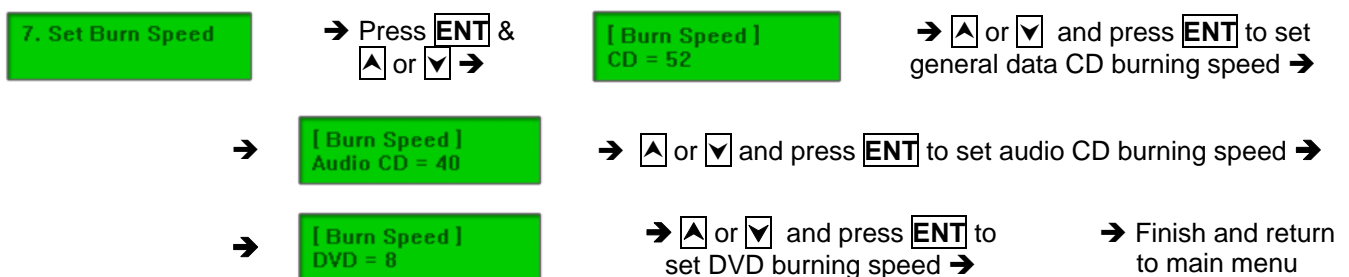 7. Set Burn Speed
➔ Press ENT &
⮝ or ⮟ ➔
[ Burn Speed ]
CD = 52
➔ ⮝ or ⮟ and press ENT to set
general data CD burning speed ➔
➔
[ Burn Speed ]
Audio CD = 40
➔ ⮝ or ⮟ and press ENT to set audio CD burning speed ➔
➔
[ Burn Speed ]
DVD = 8
➔ ⮝ or ⮟ and press ENT to
set DVD burning speed ➔
➔ Finish and return
to main menu